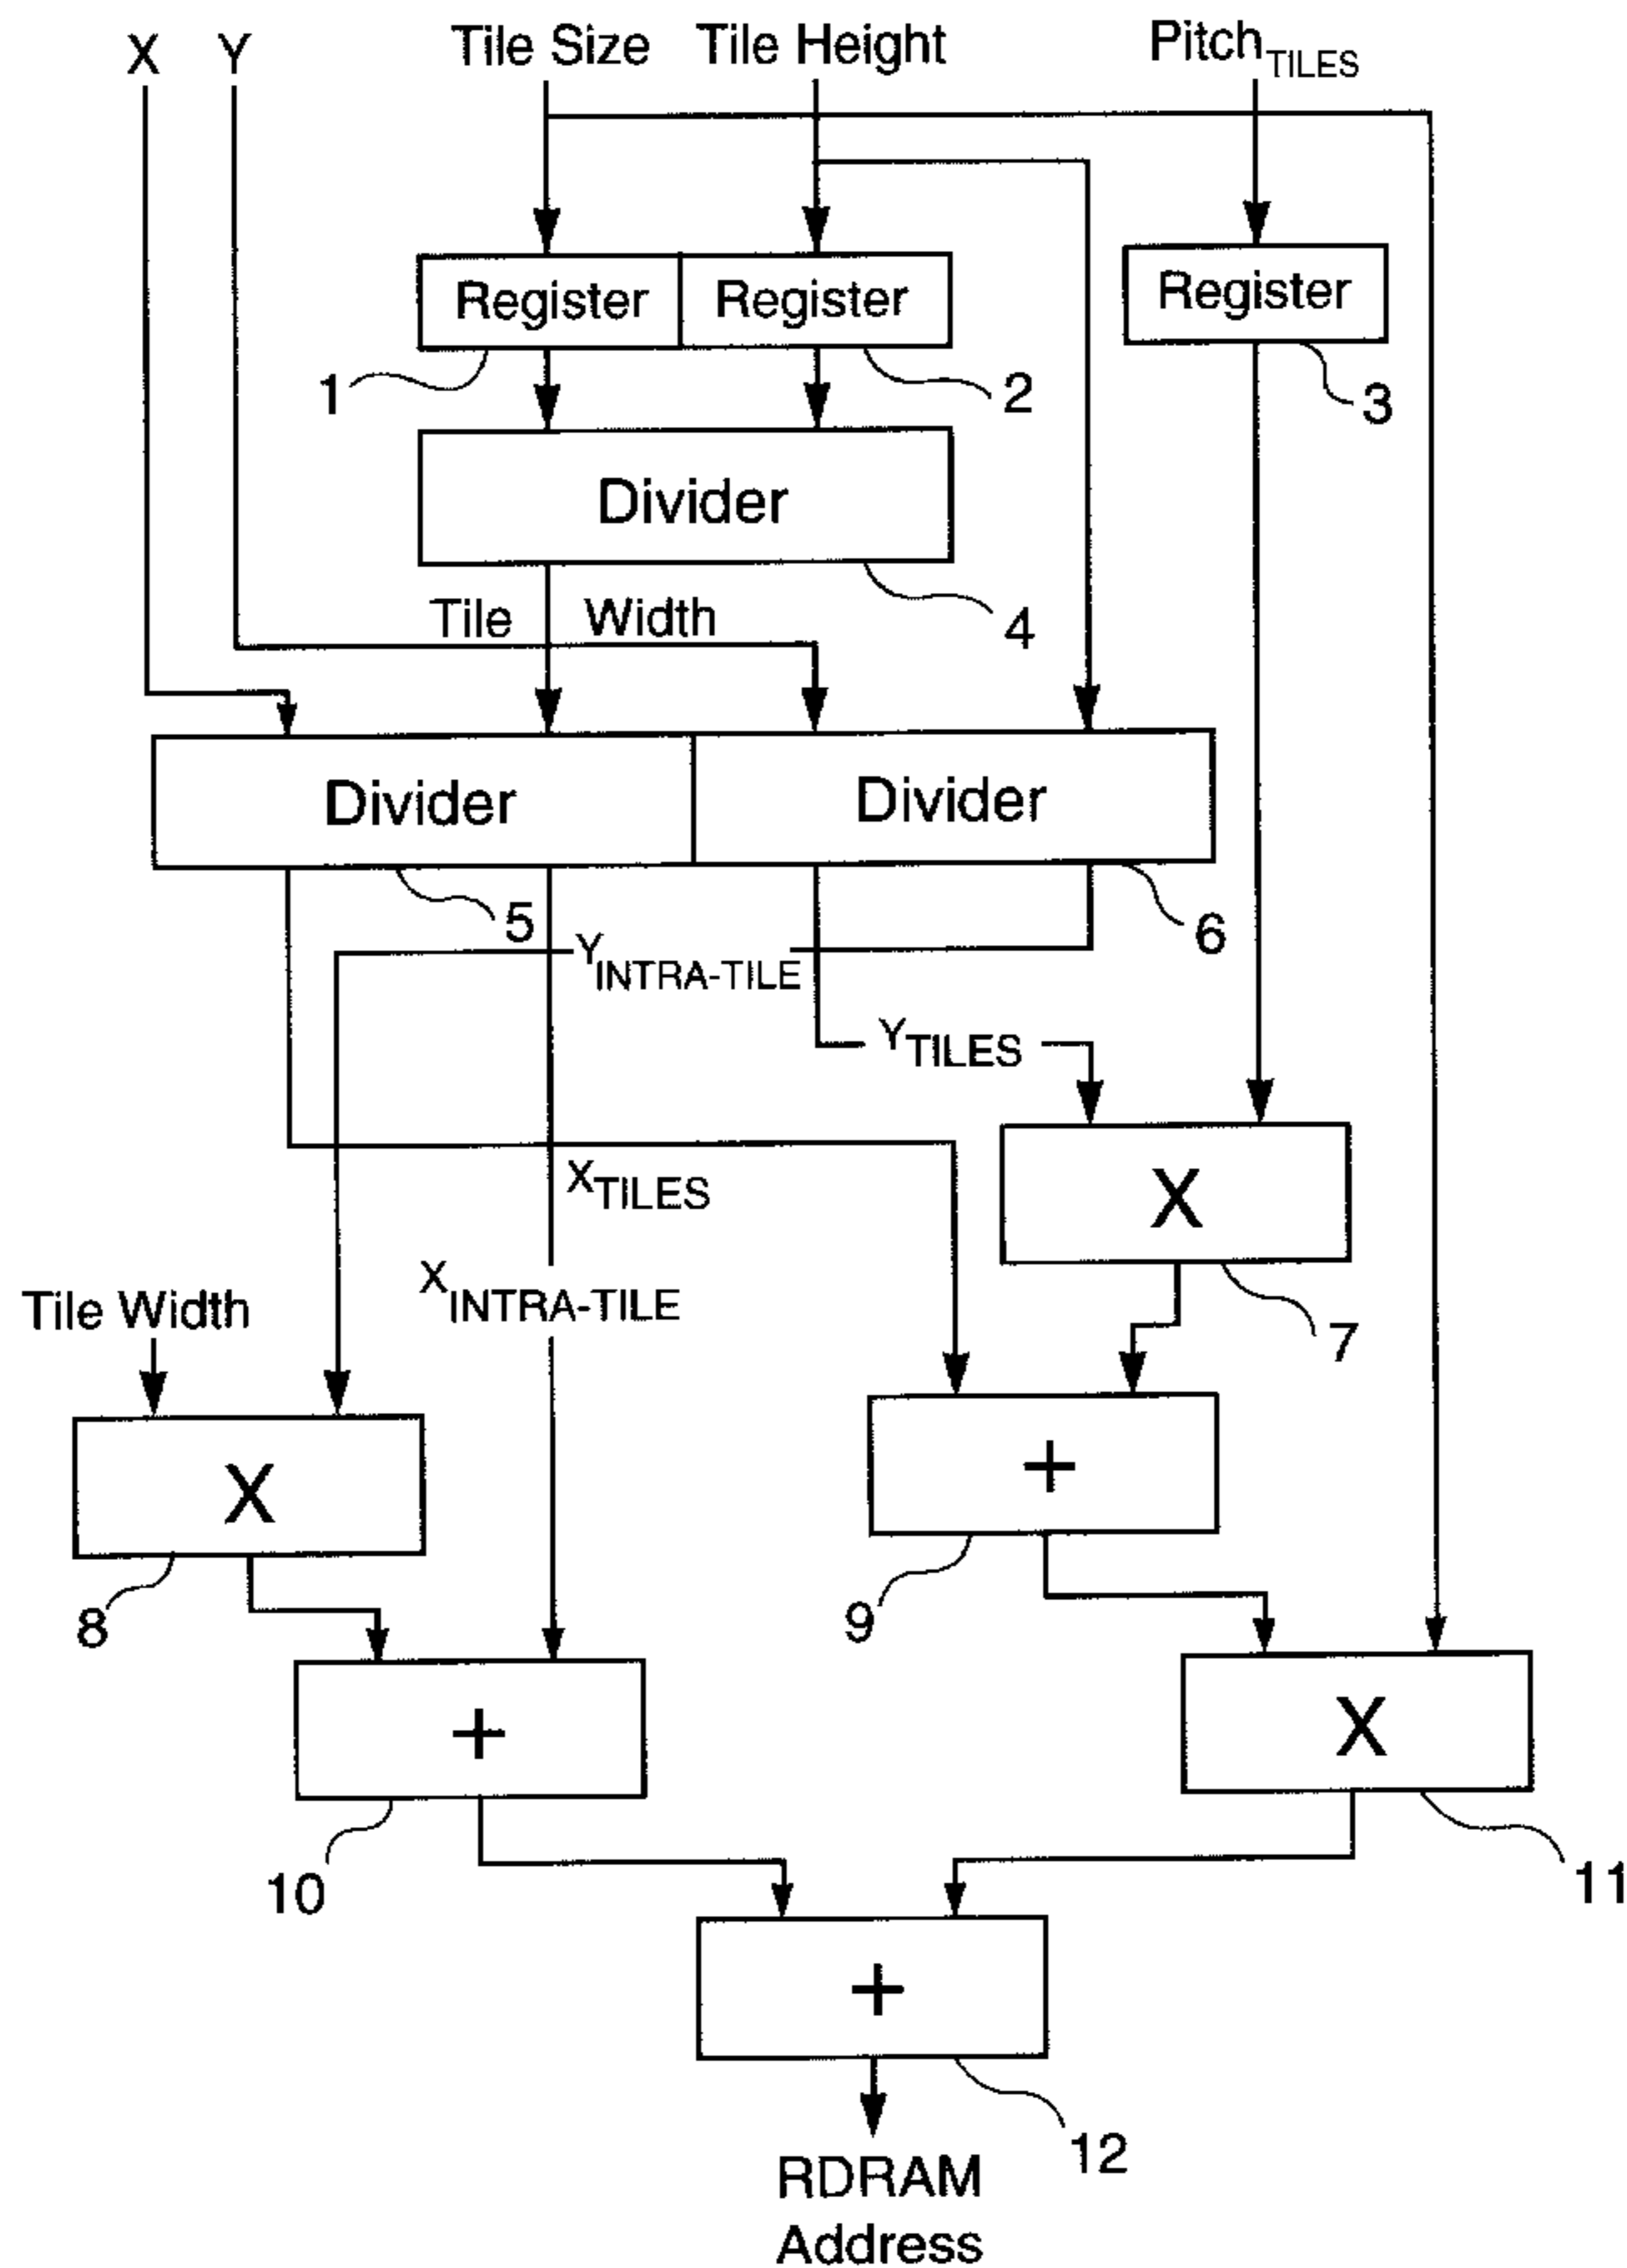 X Y Tile Size Tile Height Pitch TILES
Register Register Register
1 2 3
Divider
Tile Width 4
Divider Divider
5 6
Y INTRA-TILE
Y TILES
X
X TILES
X INTRA-TILE
Tile Width
7
+
X
8 9
+ X
10 11
+
12
RDRAM
Address